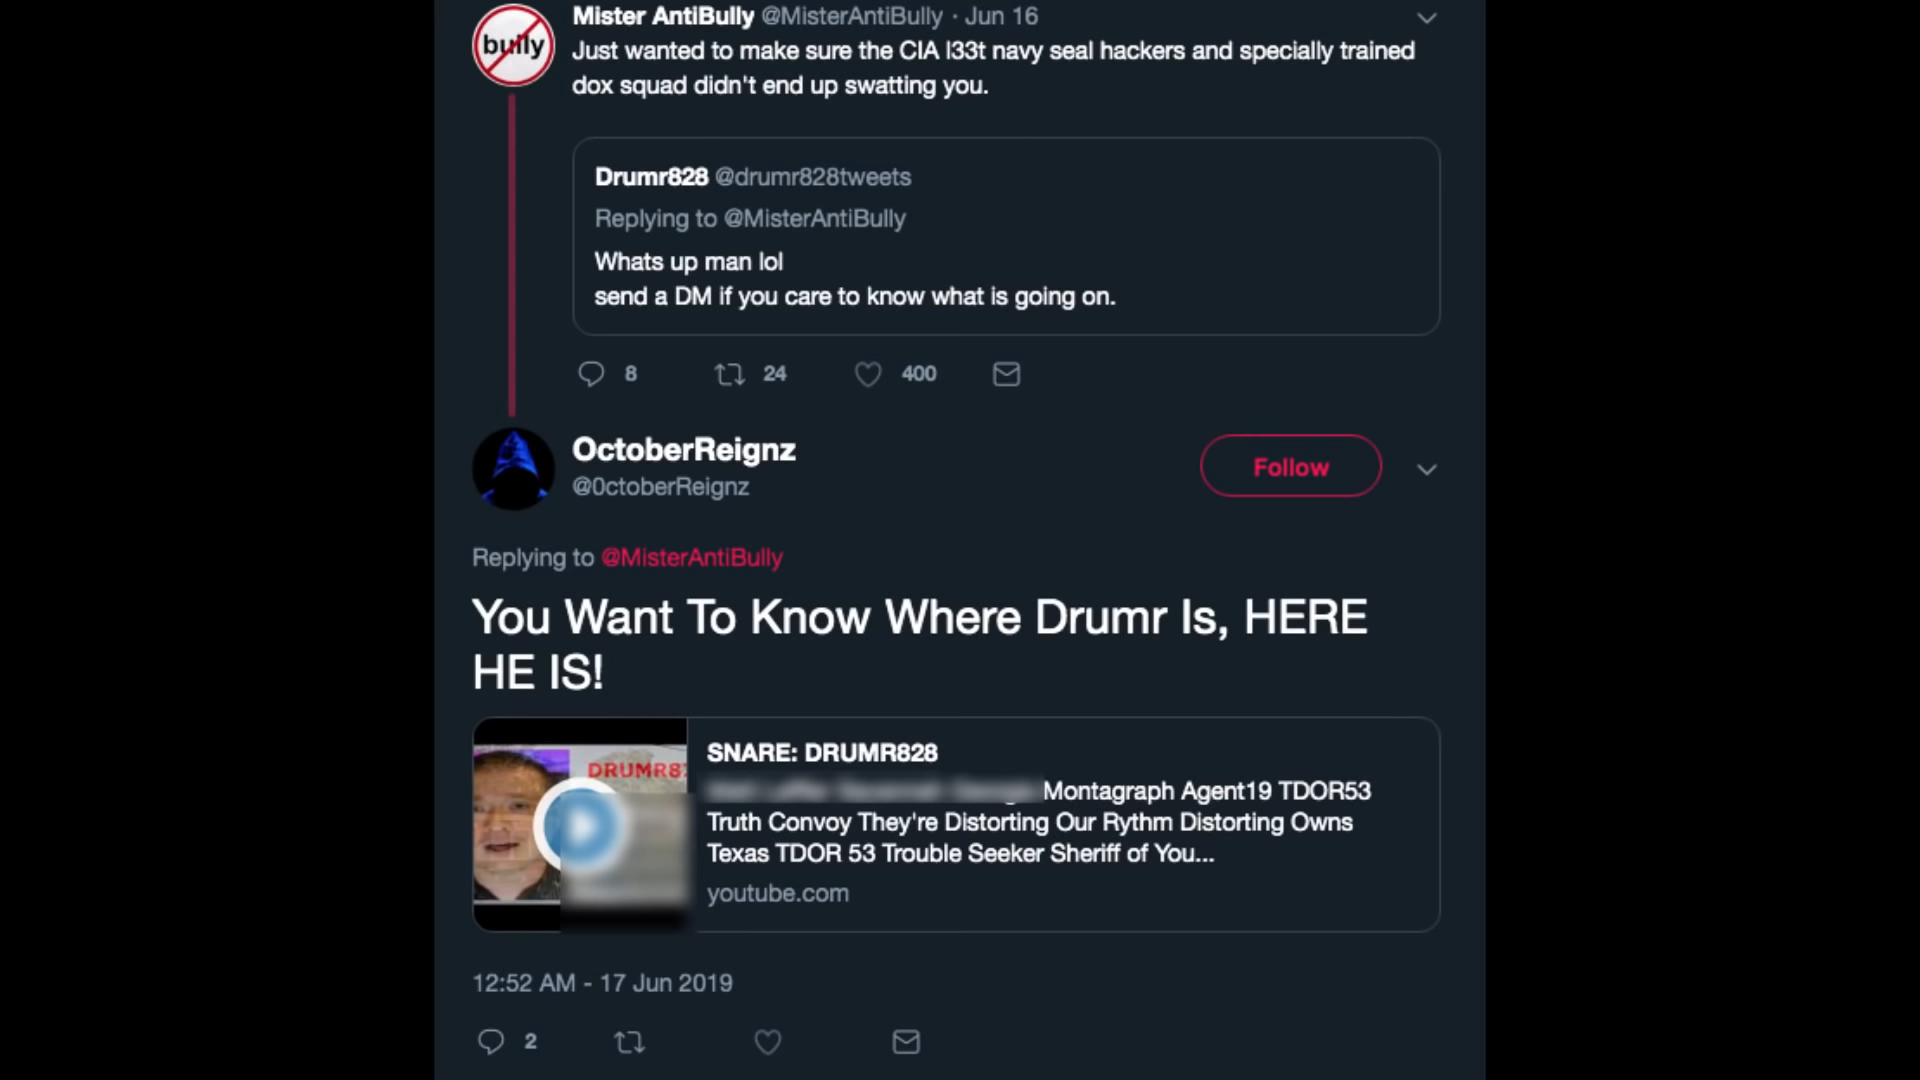 Mister AntiBully @MisterAntiBully · Jun 16
bully
Just wanted to make sure the CIA l33t navy seal hackers and specially trained
dox squad didn't end up swatting you.
Drumr828 @drumr828tweets
Replying to @MisterAntiBully
Whats up man lol
send a DM if you care to know what is going on.
8 24 400
OctoberReignz
@0ctoberReignz
Follow
Replying to @MisterAntiBully
You Want To Know Where Drumr Is, HERE
HE IS!
SNARE: DRUMR828
DRUMR8
Montagraph Agent19 TDOR53
Truth Convoy They're Distorting Our Rythm Distorting Owns
Texas TDOR 53 Trouble Seeker Sheriff of You...
youtube.com
12:52 AM - 17 Jun 2019
2